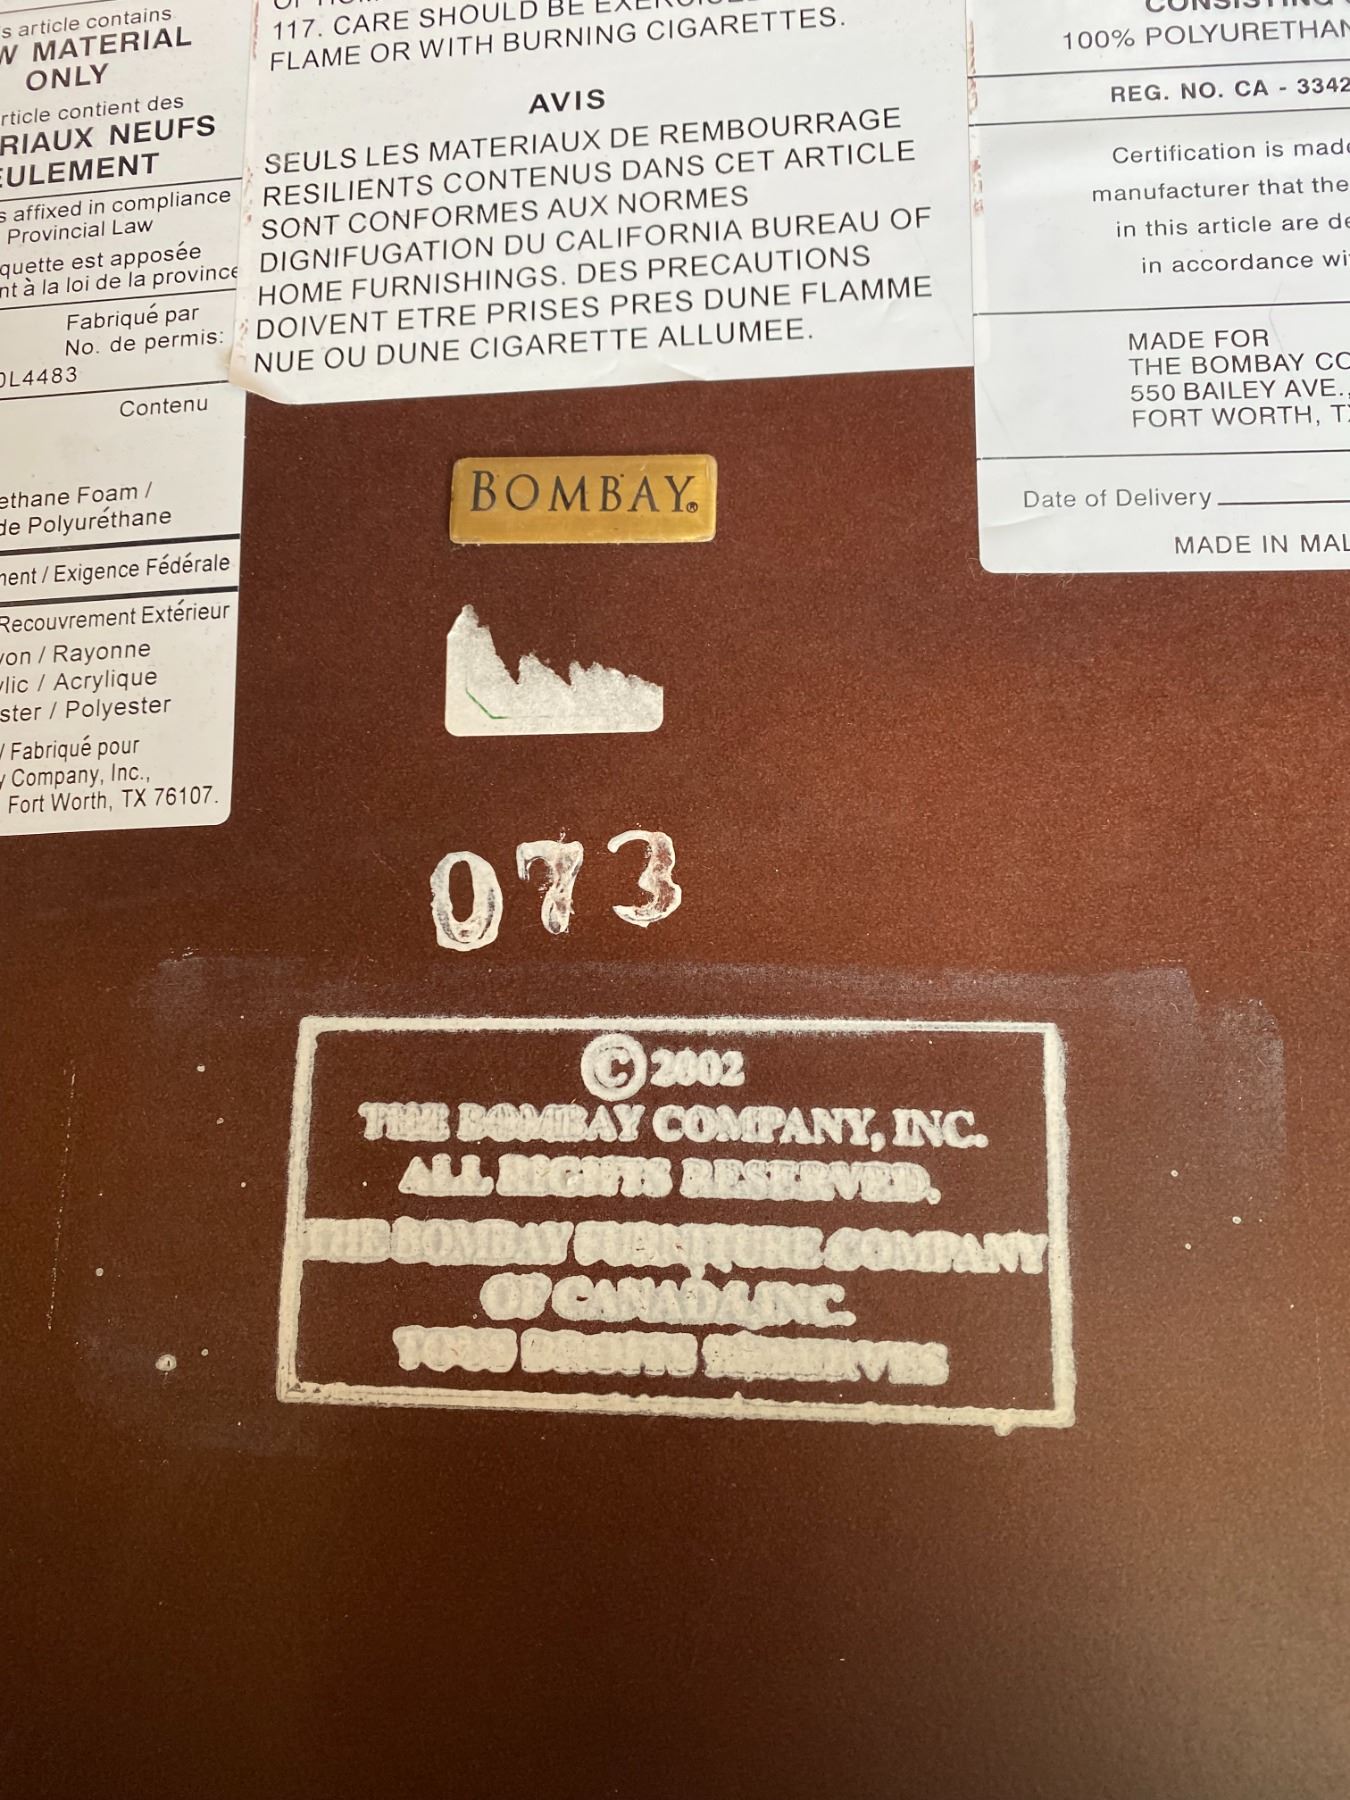 s article contains
W MATERIAL
ONLY
rticle contient des
RIAUX NEUFS
EULEMENT
s affixed in compliance
Provincial Law
quette est apposée
nt à la loi de la province
Fabriqué par
No. de permis:
0L4483
Contenu
ethane Foam /
de Polyuréthane
ment / Exigence Fédérale
Recouvrement Extérieur
yon / Rayonne
ylic / Acrylique
ster / Polyester
/ Fabriqué pour
y Company, Inc.,
Fort Worth, TX 76107.
117. CARE SHOULD BE
FLAME OR WITH BURNING CIGARETTES.
AVIS
SEULS LES MATERIAUX DE REMBOURRAGE
RESILIENTS CONTENUS DANS CET ARTICLE
SONT CONFORMES AUX NORMES
DIGNIFUGATION DU CALIFORNIA BUREAU OF
HOME FURNISHINGS. DES PRECAUTIONS
DOIVENT ETRE PRISES PRES DUNE FLAMME
NUE OU DUNE CIGARETTE ALLUMEE.
CONSISTING
100% POLYURETHAN
REG. NO. CA - 3342
Certification is made
manufacturer that the
in this article are de
in accordance wi
MADE FOR
THE BOMBAY CO
550 BAILEY AVE.,
FORT WORTH, TX
Date of Delivery
MADE IN MAL
BOMBAY®
073
© 2002
THE BOMBAY COMPANY, INC.
ALL RIGHTS RESERVED.
THE BOMBAY FURNITURE COMPANY
OF CANADA, INC.
TOUS DROITS RÉSERVÉS